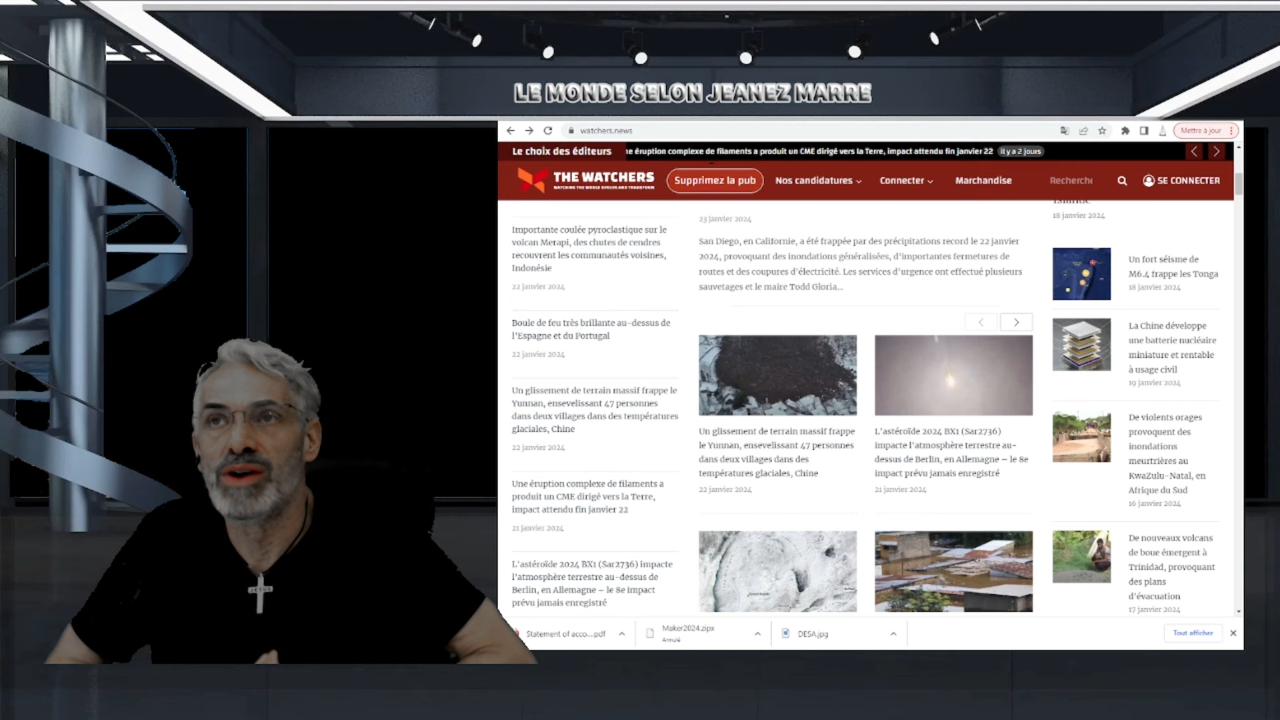 LE MONDE SELON JEANEZ MARRE
watchers.news
Mettre à jour
Le choix des éditeurs
ne éruption complexe de filaments a produit un CME dirigé vers la Terre, impact attendu fin janvier 22
Il y a 2 jours
THE WATCHERS
WATCHING THE WORLD EVOLVE AND TRANSFORM
Supprimez la pub
Nos candidatures
Connecter
Marchandise
Recherche
SE CONNECTER
Importante coulée pyroclastique sur le
volcan Merapi, des chutes de cendres
recouvrent les communautés voisines,
Indonésie
22 janvier 2024
Boule de feu très brillante au-dessus de
l'Espagne et du Portugal
22 janvier 2024
Un glissement de terrain massif frappe le
Yunnan, ensevelissant 47 personnes
dans deux villages dans des températures
glaciales, Chine
22 janvier 2024
Une éruption complexe de filaments a
produit un CME dirigé vers la Terre,
impact attendu fin janvier 22
21 janvier 2024
L'astéroïde 2024 BX1 (Sar2736) impacte
l'atmosphère terrestre au-dessus de
Berlin, en Allemagne – le 8e impact
prévu jamais enregistré
23 janvier 2024
San Diego, en Californie, a été frappée par des précipitations record le 22 janvier
2024, provoquant des inondations généralisées, d'importantes fermetures de
routes et des coupures d'électricité. Les services d'urgence ont effectué plusieurs
sauvetages et le maire Todd Gloria...
Un glissement de terrain massif frappe
le Yunnan, ensevelissant 47 personnes
dans deux villages dans des
températures glaciales, Chine
22 janvier 2024
L'astéroïde 2024 BX1 (Sar2736)
impacte l'atmosphère terrestre au-
dessus de Berlin, en Allemagne – le 8e
impact prévu jamais enregistré
21 janvier 2024
18 janvier 2024
Un fort séisme de
M6.4 frappe les Tonga
18 janvier 2024
La Chine développe
une batterie nucléaire
miniature et rentable
à usage civil
19 janvier 2024
De violents orages
provoquent des
inondations
meurtrières au
KwaZulu-Natal, en
Afrique du Sud
16 janvier 2024
De nouveaux volcans
de boue émergent à
Trinidad, provoquant
des plans
d'évacuation
17 janvier 2024
Statement of acco....pdf
Maker2024.zipx
Annulé
DESA.jpg
Tout afficher
JESUS